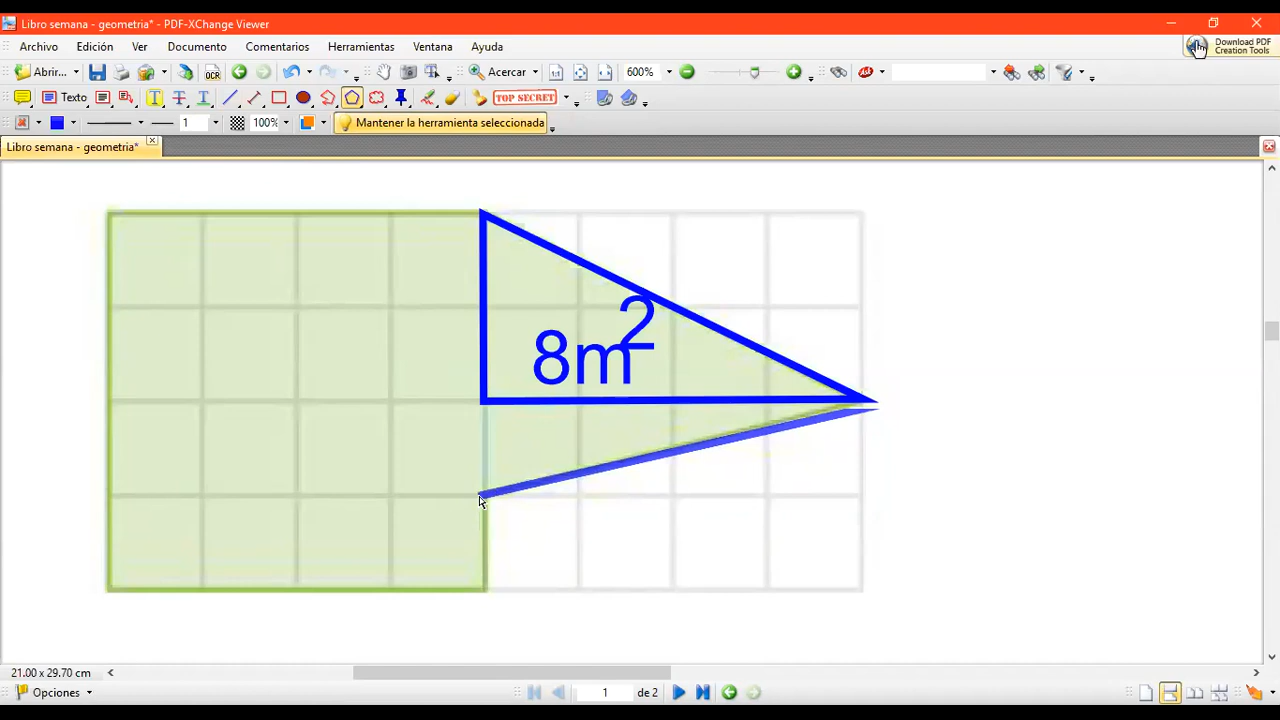 Libro semana - geometria* - PDF-XChange Viewer
Archivo Edición Ver Documento Comentarios Herramientas Ventana Ayuda
Download PDF
Creation Tools
Abrir... OCR Acercar 600%
Texto TOP SECRET
1 100% Mantener la herramienta seleccionada
Libro semana - geometria*
8m²
21.00 x 29.70 cm
Opciones 1 de 2